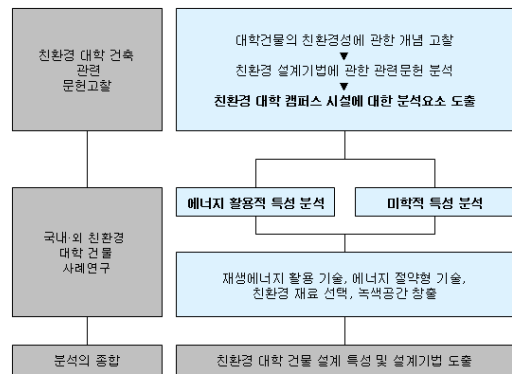 친환경 대학 건축
관련
문헌고찰
대학건물의 친환경성에 관한 개념 고찰
▼
친환경 설계기법에 관한 관련문헌 분석
▼
친환경 대학 캠퍼스 시설에 대한 분석요소 도출
국내·외 친환경
대학 건물
사례연구
에너지 활용적 특성 분석
미학적 특성 분석
재생에너지 활용 기술, 에너지 절약형 기술,
친환경 재료 선택, 녹색공간 창출
분석의 종합
친환경 대학 건물 설계 특성 및 설계기법 도출